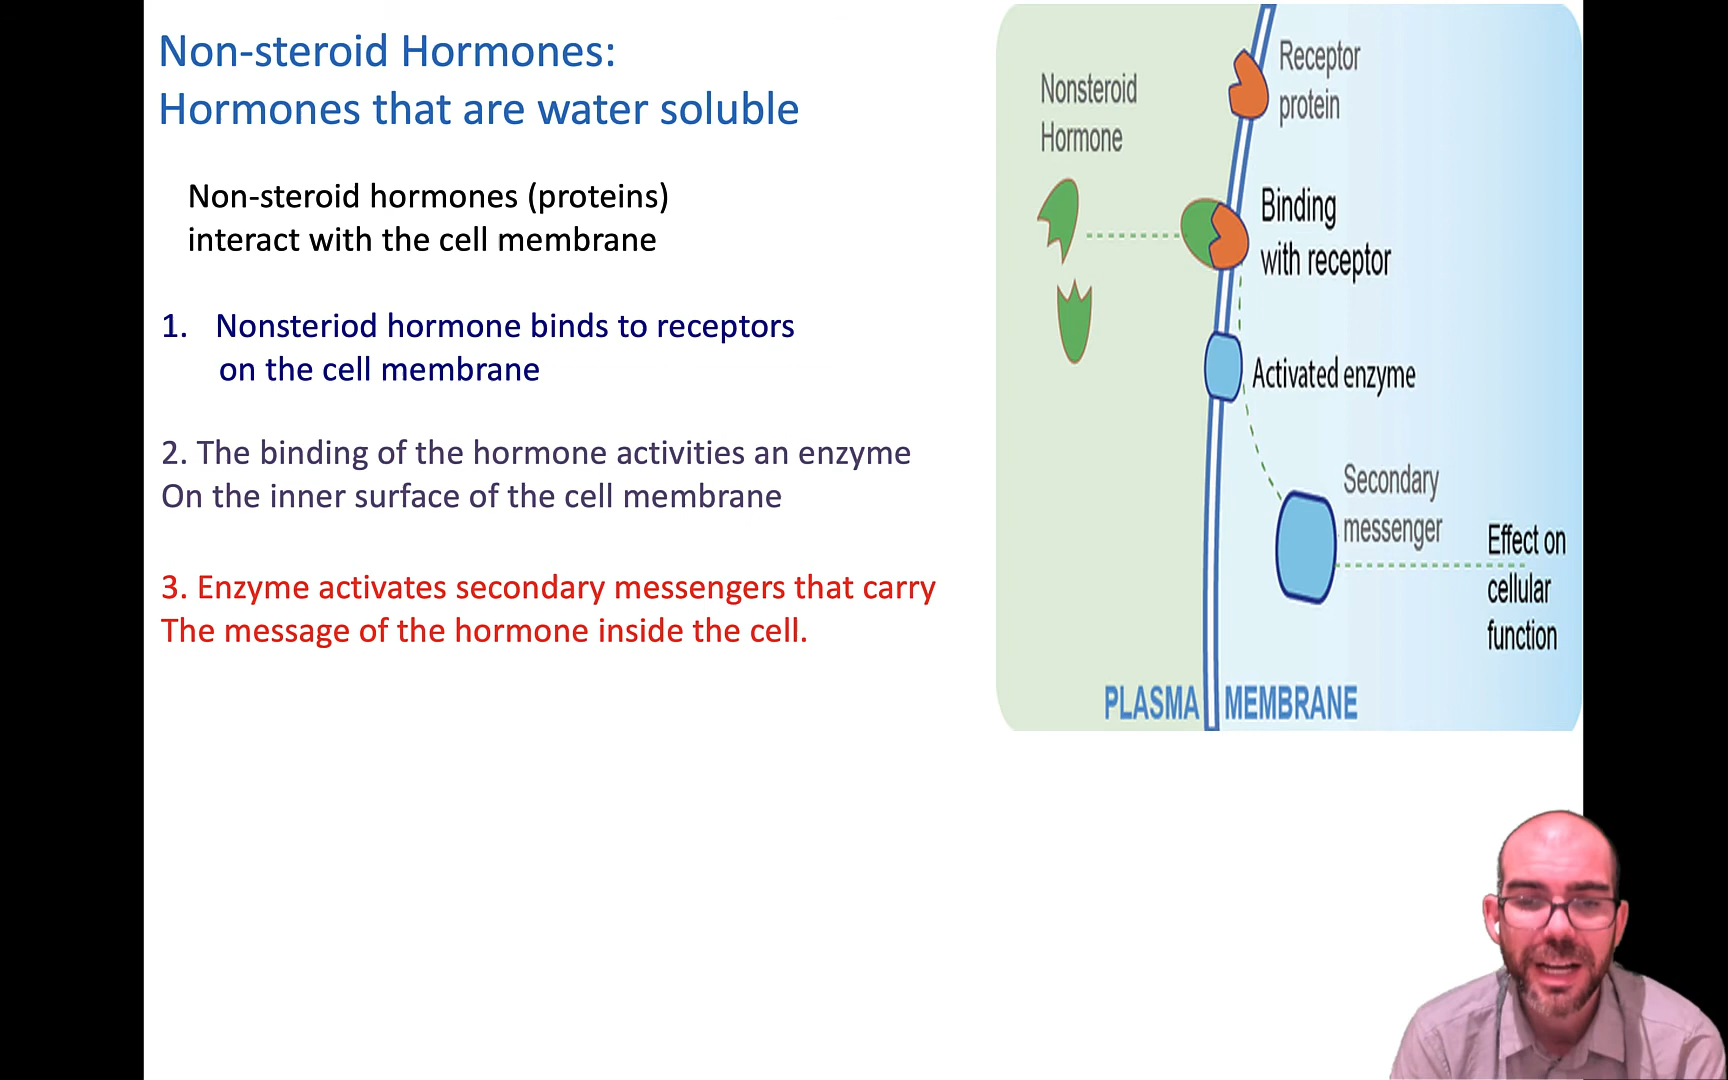 Non-steroid Hormones:
Hormones that are water soluble
Non-steroid hormones (proteins)
interact with the cell membrane
1. Nonsteriod hormone binds to receptors
on the cell membrane
2. The binding of the hormone activities an enzyme
On the inner surface of the cell membrane
3. Enzyme activates secondary messengers that carry
The message of the hormone inside the cell.
Nonsteroid
Hormone
Receptor
protein
Binding
with receptor
Activated enzyme
Secondary
messenger
Effect on
cellular
function
PLASMA MEMBRANE